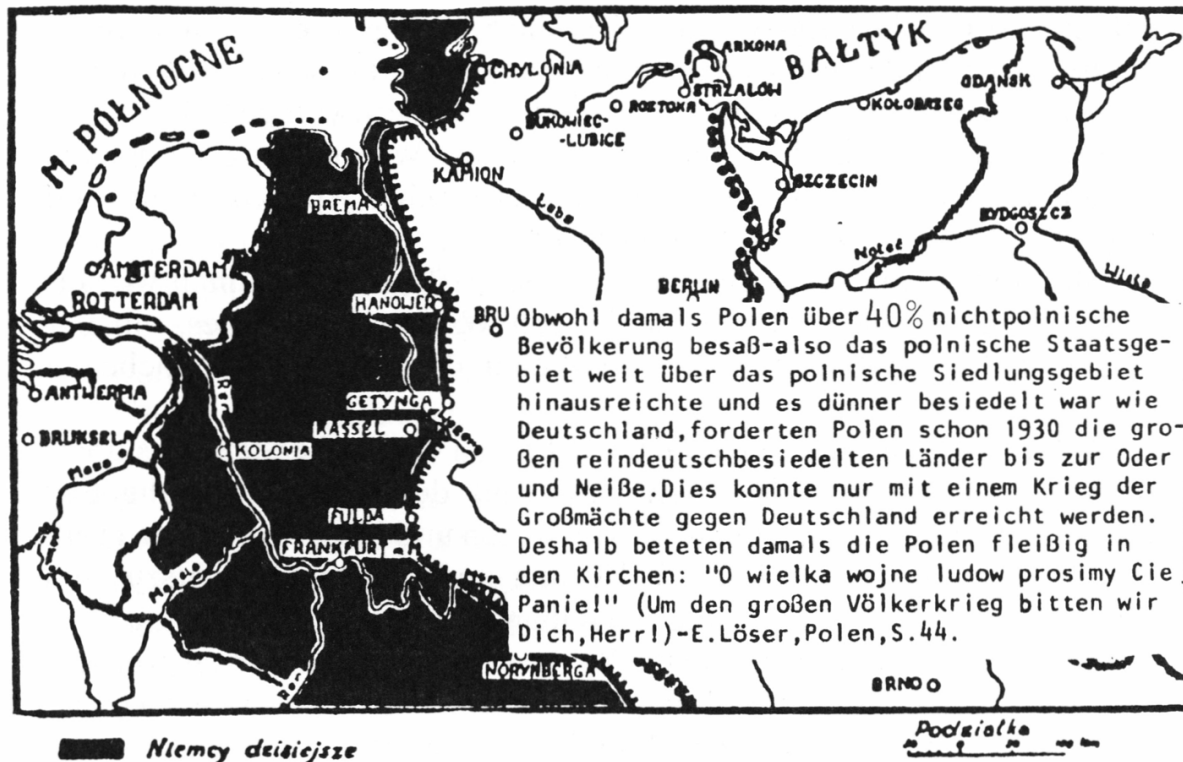 M. PÓŁNOCNE
BAŁTYK
ARKONA
CHYLONIA
STRZAŁÓW
ROZTOKA
BUKOWIEC-
-LUBICE
KOŁOBRZEG
GDAŃSK
KAMION
SZCZECIN
Łaba
BREMA
BYDGOSZCZ
Noteć
Wisła
AMSTERDAM
ROTTERDAM
HANOWER
BERLIN
BRU
Obwohl damals Polen über 40% nichtpolnische
Bevölkerung besaß-also das polnische Staatsge-
biet weit über das polnische Siedlungsgebiet
hinausreichte und es dünner besiedelt war wie
Deutschland,forderten Polen schon 1930 die gro-
ßen reindeutschbesiedelten Länder bis zur Oder
und Neiße.Dies konnte nur mit einem Krieg der
Großmächte gegen Deutschland erreicht werden.
Deshalb beteten damals die Polen fleißig in
den Kirchen: "O wielka wojne ludow prosimy Cie,
Panie!" (Um den großen Völkerkrieg bitten wir
Dich,Herr!)-E.Löser,Polen,S.44.
ANTWERPIA
Ren
GETYNGA
KASSEL
BRUKSELA
KOLONIA
Moza
FULDA
FRANKFURT n.M
Men
Ren
NORYMBERGA
BRNO
Niemcy dzisiejsze
Podziałka